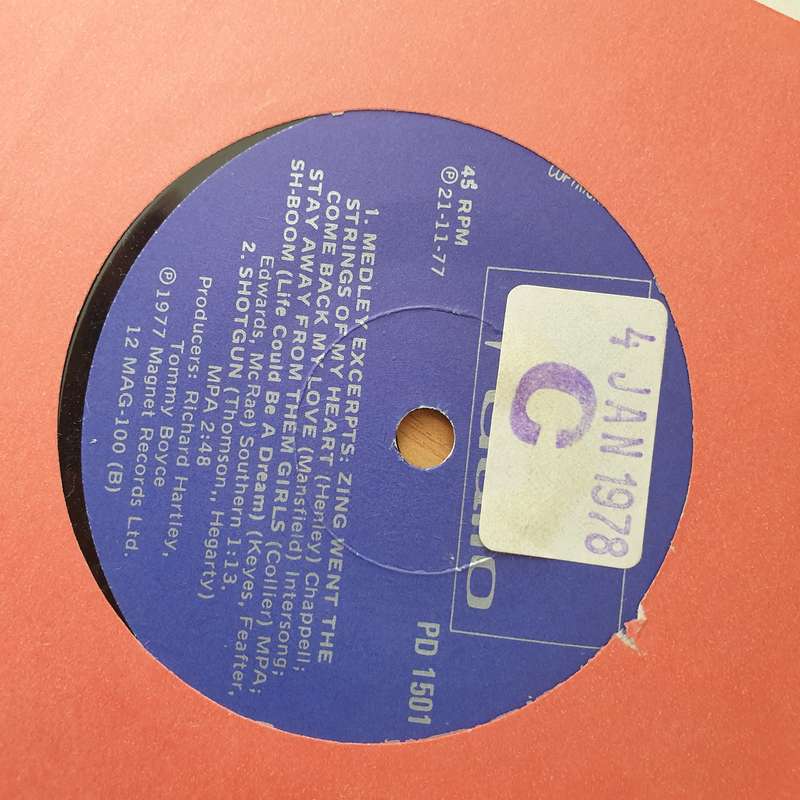 4 JAN 1978
C
PD 1501
45 RPM
℗ 21-11-77
1. MEDLEY EXCERPTS: ZING WENT THE
STRINGS OF MY HEART (Henley) Chappell;
COME BACK MY LOVE (Mansfield) Intersong;
STAY AWAY FROM THEM GIRLS (Collier) MPA;
SH-BOOM (Life Could Be A Dream) (Keyes, Feafter,
Edwards, McRae) Southern 1:13.
2. SHOTGUN (Thomson,, Hegarty)
MPA 2:48
Producers: Richard Hartley,
Tommy Boyce
℗ 1977 Magnet Records Ltd.
12 MAG-100 (B)